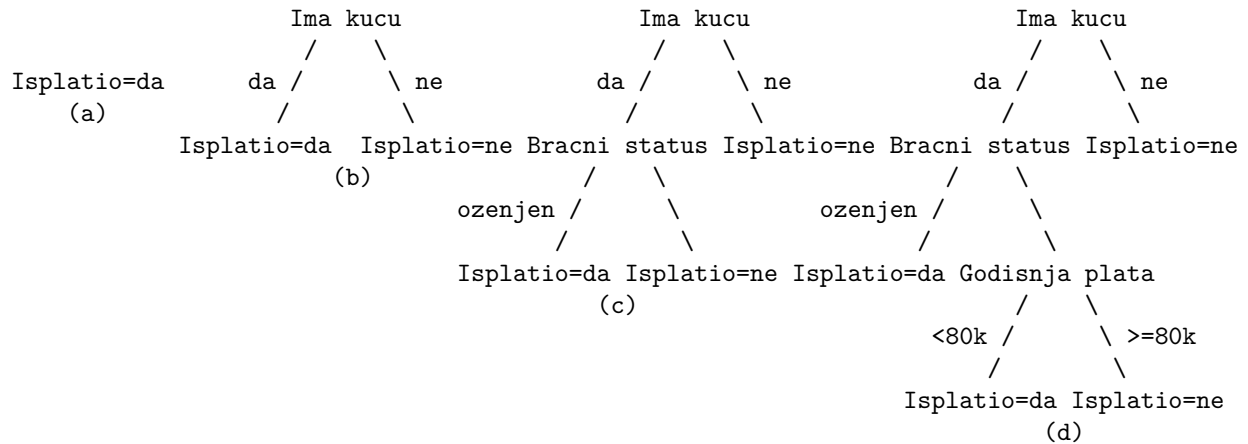 Ima kucu Ima kucu Ima kucu
Isplatio=da da ne da ne da ne
(a)
Isplatio=da Isplatio=ne Bracni status Isplatio=ne Bracni status Isplatio=ne
(b)
ozenjen ozenjen
Isplatio=da Isplatio=ne Isplatio=da Godisnja plata
(c)
<80k >=80k
Isplatio=da Isplatio=ne
(d)